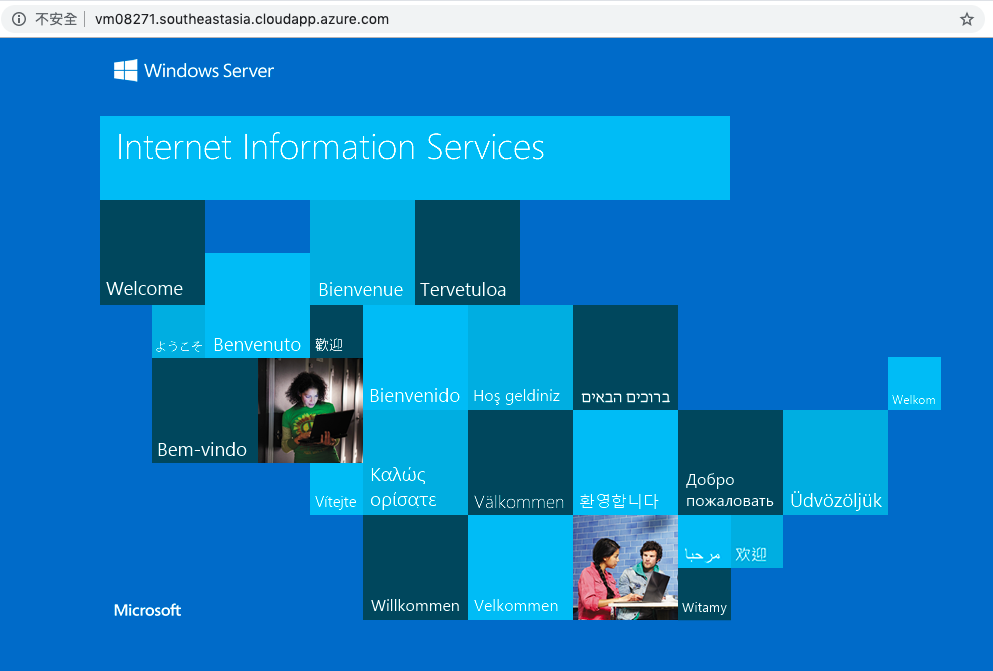 不安全
vm08271.southeastasia.cloudapp.azure.com
Windows Server
Internet Information Services
Welcome
Bienvenue
Tervetuloa
ようこそ
Benvenuto
歡迎
Bienvenido
Hoş geldiniz
ברוכים הבאים
Welkom
Bem-vindo
Vítejte
Καλώς
ορίσατε
Välkommen
환영합니다
Добро
пожаловать
Üdvözöljük
Willkommen
Velkommen
مرحبا
欢迎
Witamy
Microsoft